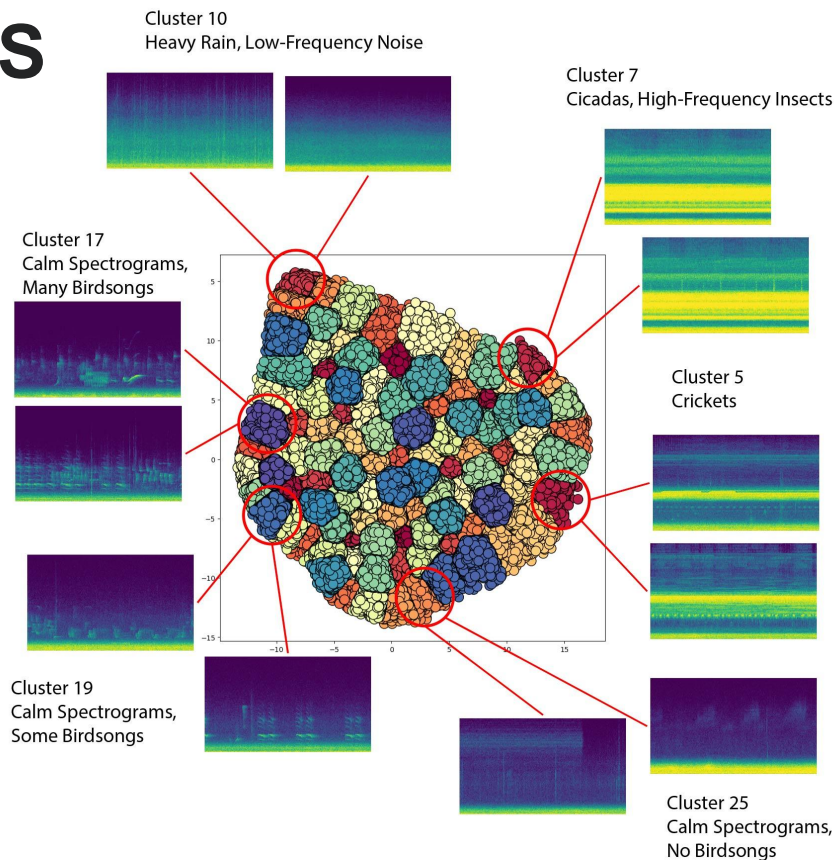 S
Cluster 10
Heavy Rain, Low-Frequency Noise
Cluster 7
Cicadas, High-Frequency Insects
Cluster 17
Calm Spectrograms,
Many Birdsongs
5
10
5
0
−5
−10
−15
−10
−5
0
5
10
15
Cluster 5
Crickets
Cluster 19
Calm Spectrograms,
Some Birdsongs
Cluster 25
Calm Spectrograms,
No Birdsongs